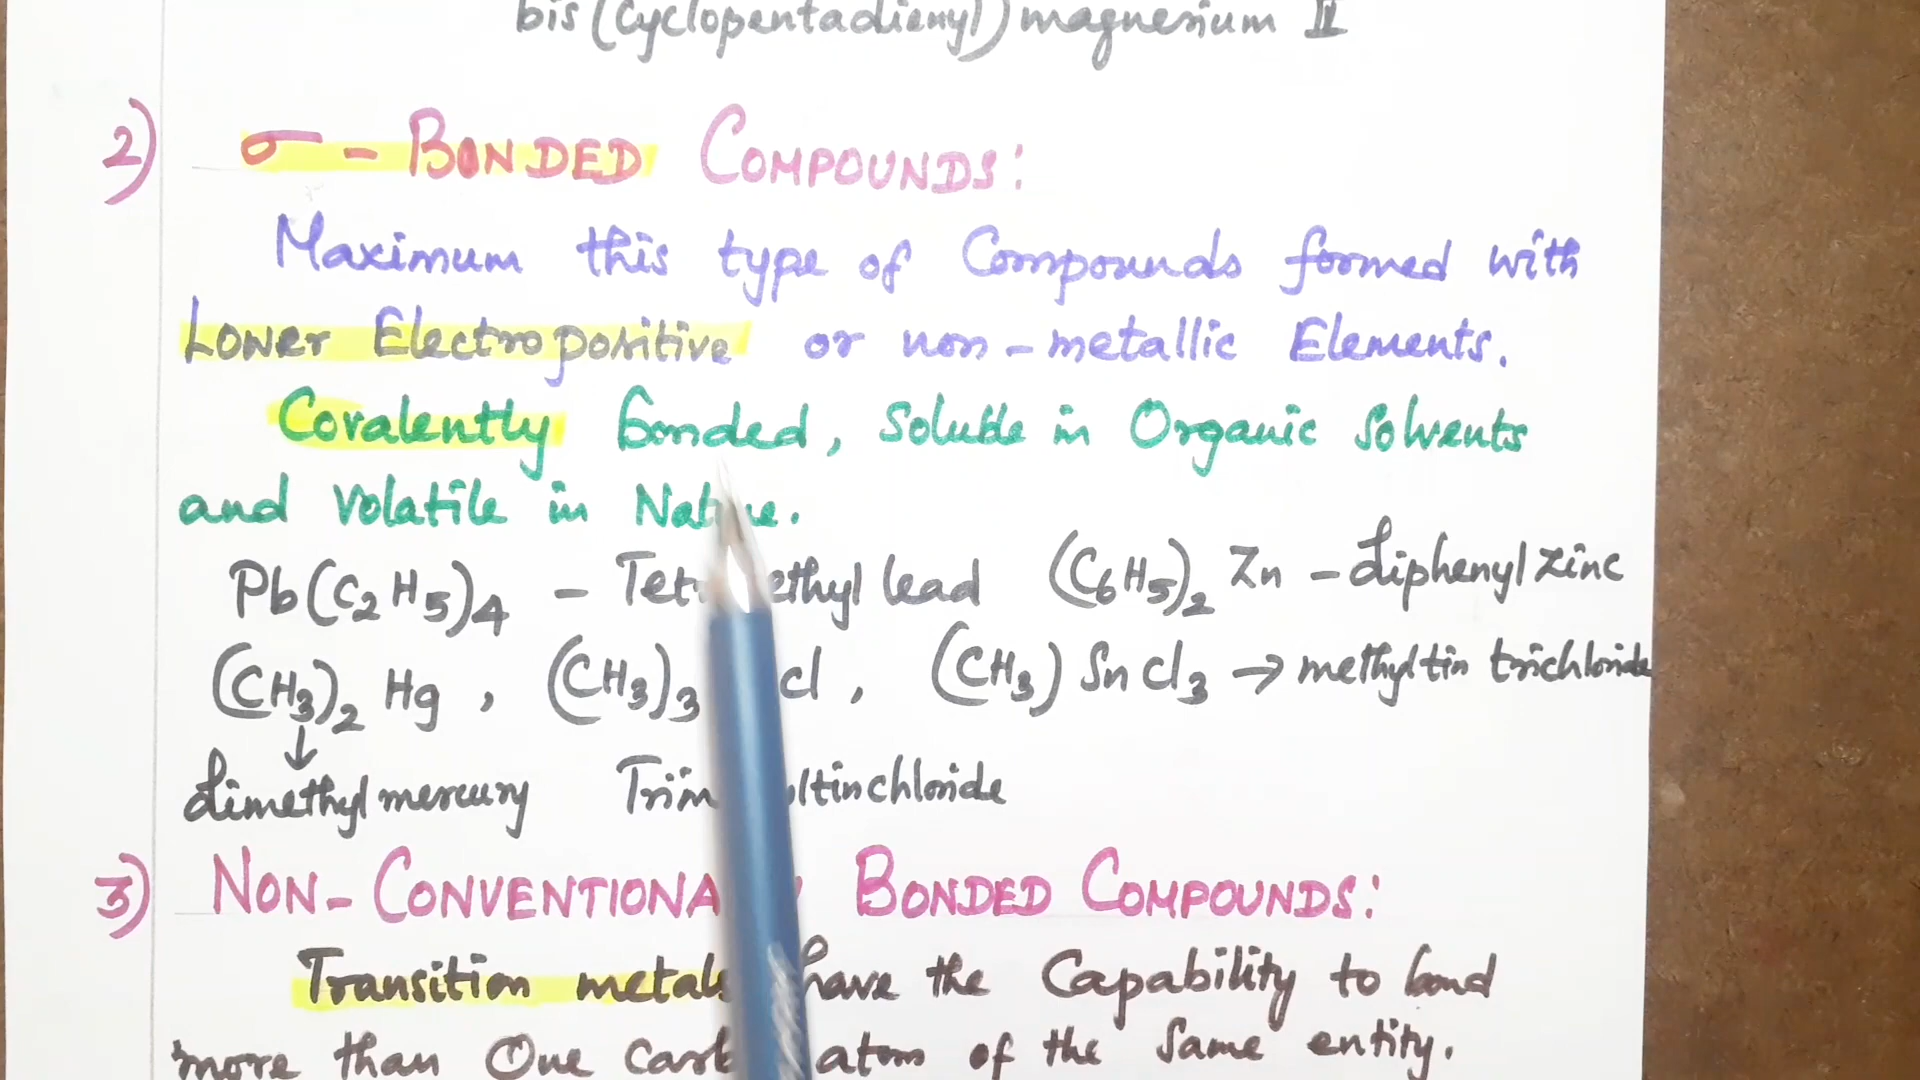 bis(Cyclopentadienyl)magnesium II
2) σ - BONDED COMPOUNDS:
Maximum this type of Compounds formed with
Lower Electropositive or non-metallic Elements.
Covalently bonded, Soluble in Organic Solvents
and Volatile in Nature.
Pb(C2H5)4 - Tet ethyl lead (C6H5)2 Zn - diphenyl zinc
(CH3)2 Hg, (CH3)3 Cl, (CH3) SnCl3 → methyltin trichloride
↓
dimethyl mercury Trim ltinchloride
3) NON-CONVENTIONA BONDED COMPOUNDS:
Transition metals have the Capability to bond
more than One carb atom of the Same entity.